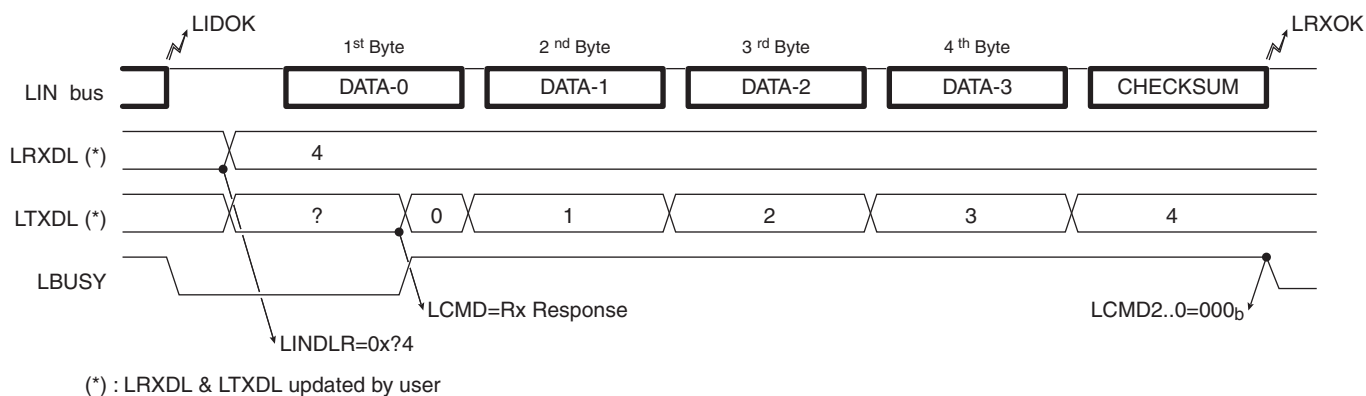 LIDOK
LRXOK
1st Byte
2nd Byte
3rd Byte
4th Byte
LIN bus
DATA-0
DATA-1
DATA-2
DATA-3
CHECKSUM
LRXDL (*)
4
LTXDL (*)
?
0
1
2
3
4
LBUSY
LCMD=Rx Response
LCMD2..0=000b
LINDLR=0x?4
(*) : LRXDL & LTXDL updated by user